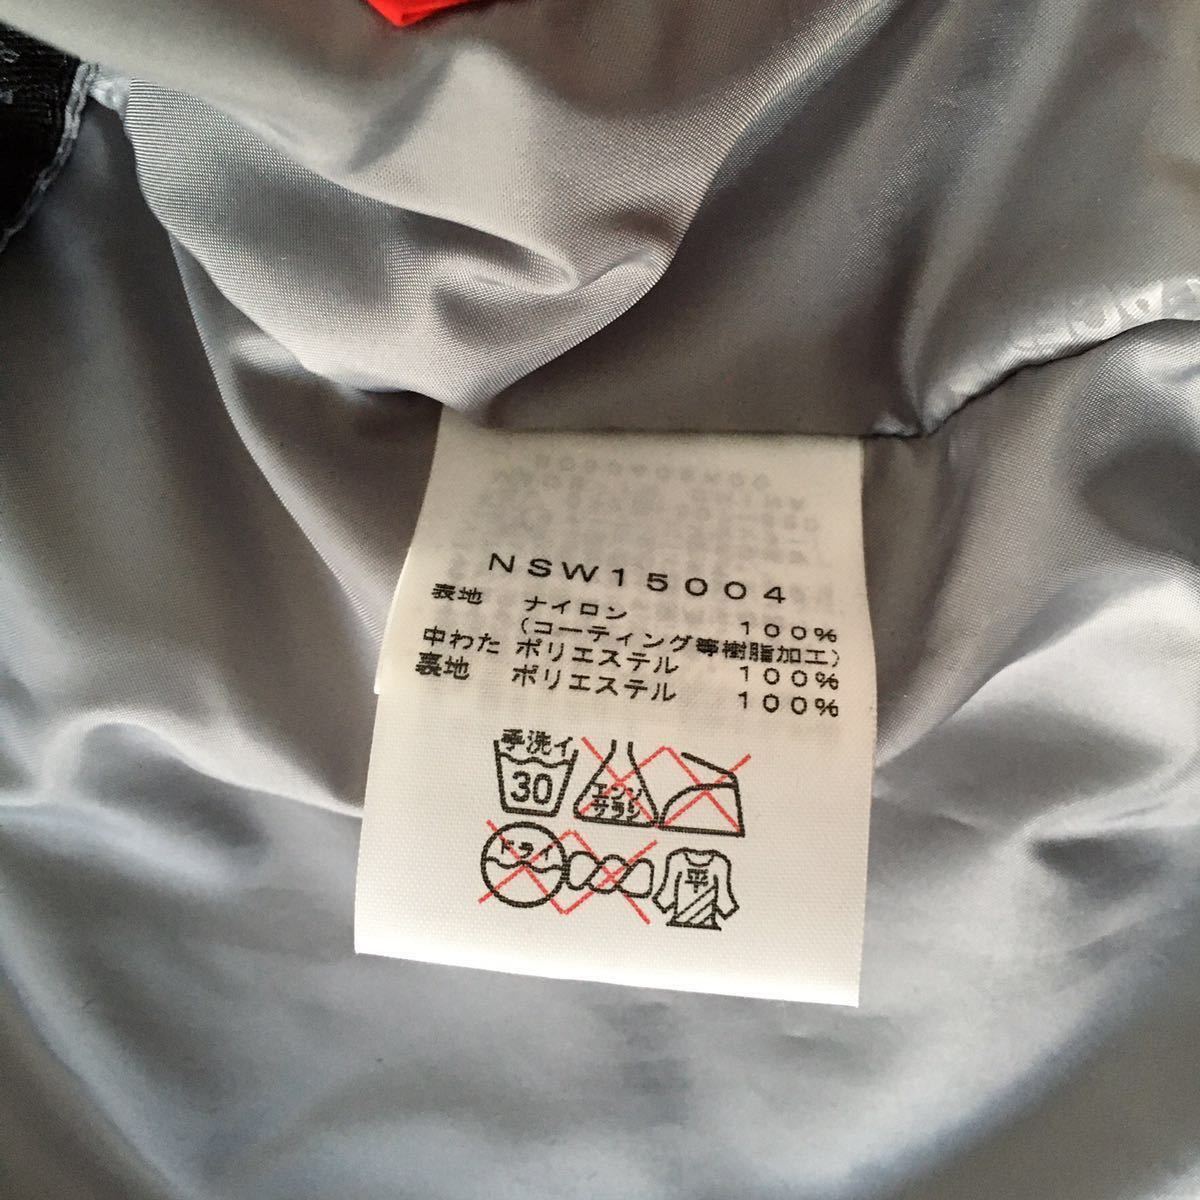 NSW15004
表地 ナイロン 100%
(コーティング等樹脂加工)
中わた ポリエステル 100%
裏地 ポリエステル 100%
手洗イ
30
エンソ
サラシ
ドライ
平